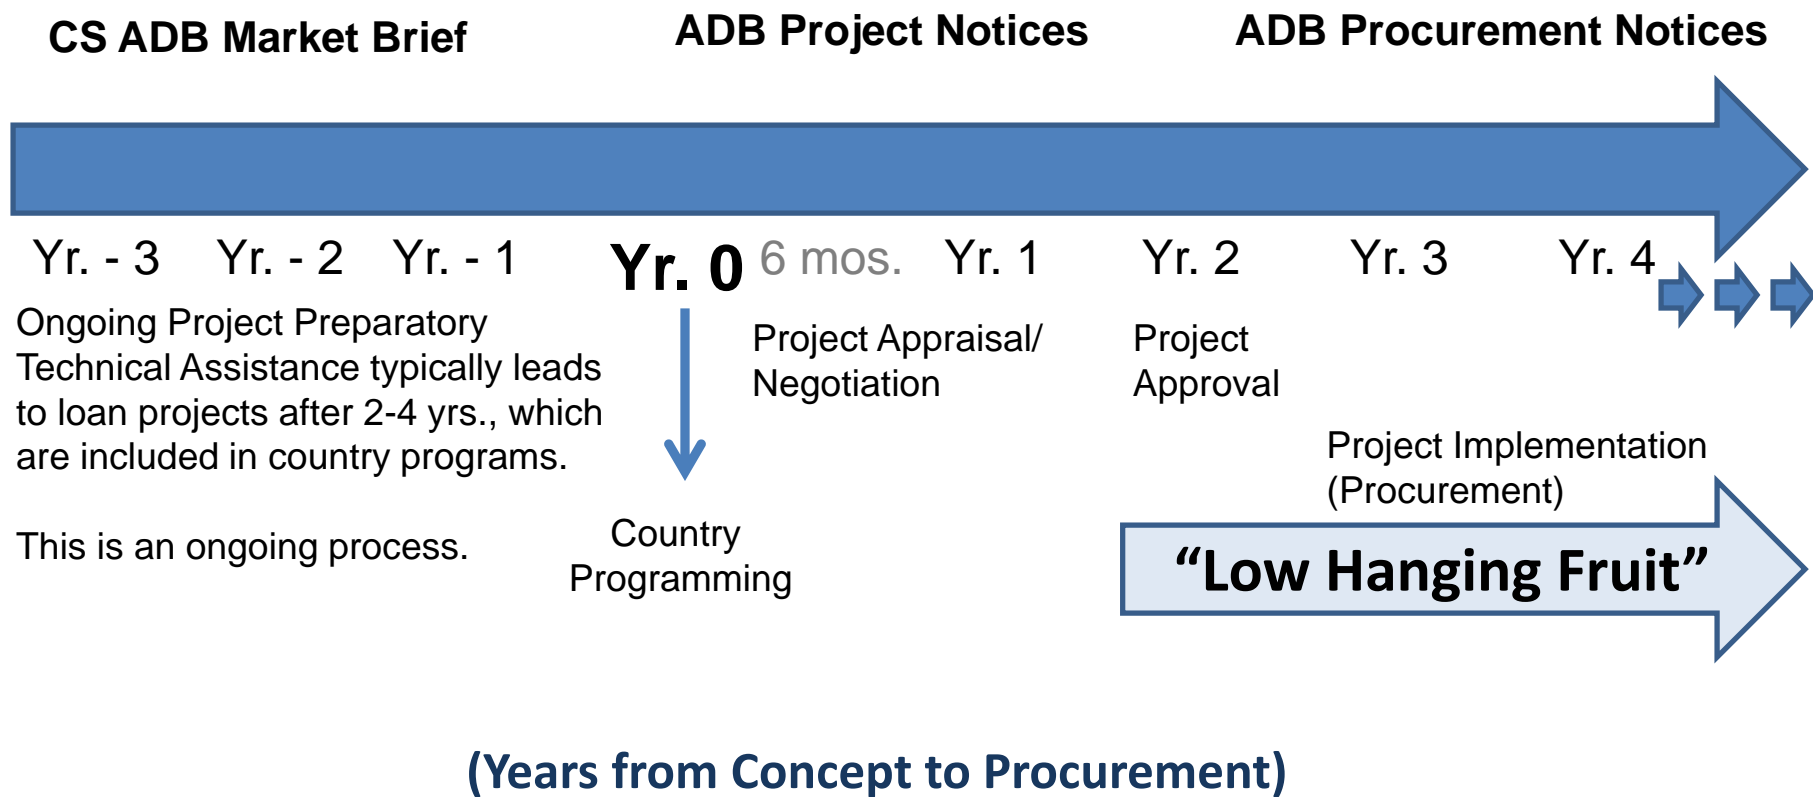 CS ADB Market Brief
ADB Project Notices
ADB Procurement Notices
Yr. - 3
Yr. - 2
Yr. - 1
Yr. 0
6 mos.
Yr. 1
Yr. 2
Yr. 3
Yr. 4
Ongoing Project Preparatory
Technical Assistance typically leads
to loan projects after 2-4 yrs., which
are included in country programs.
This is an ongoing process.
Country
Programming
Project Appraisal/
Negotiation
Project
Approval
Project Implementation
(Procurement)
“Low Hanging Fruit”
(Years from Concept to Procurement)